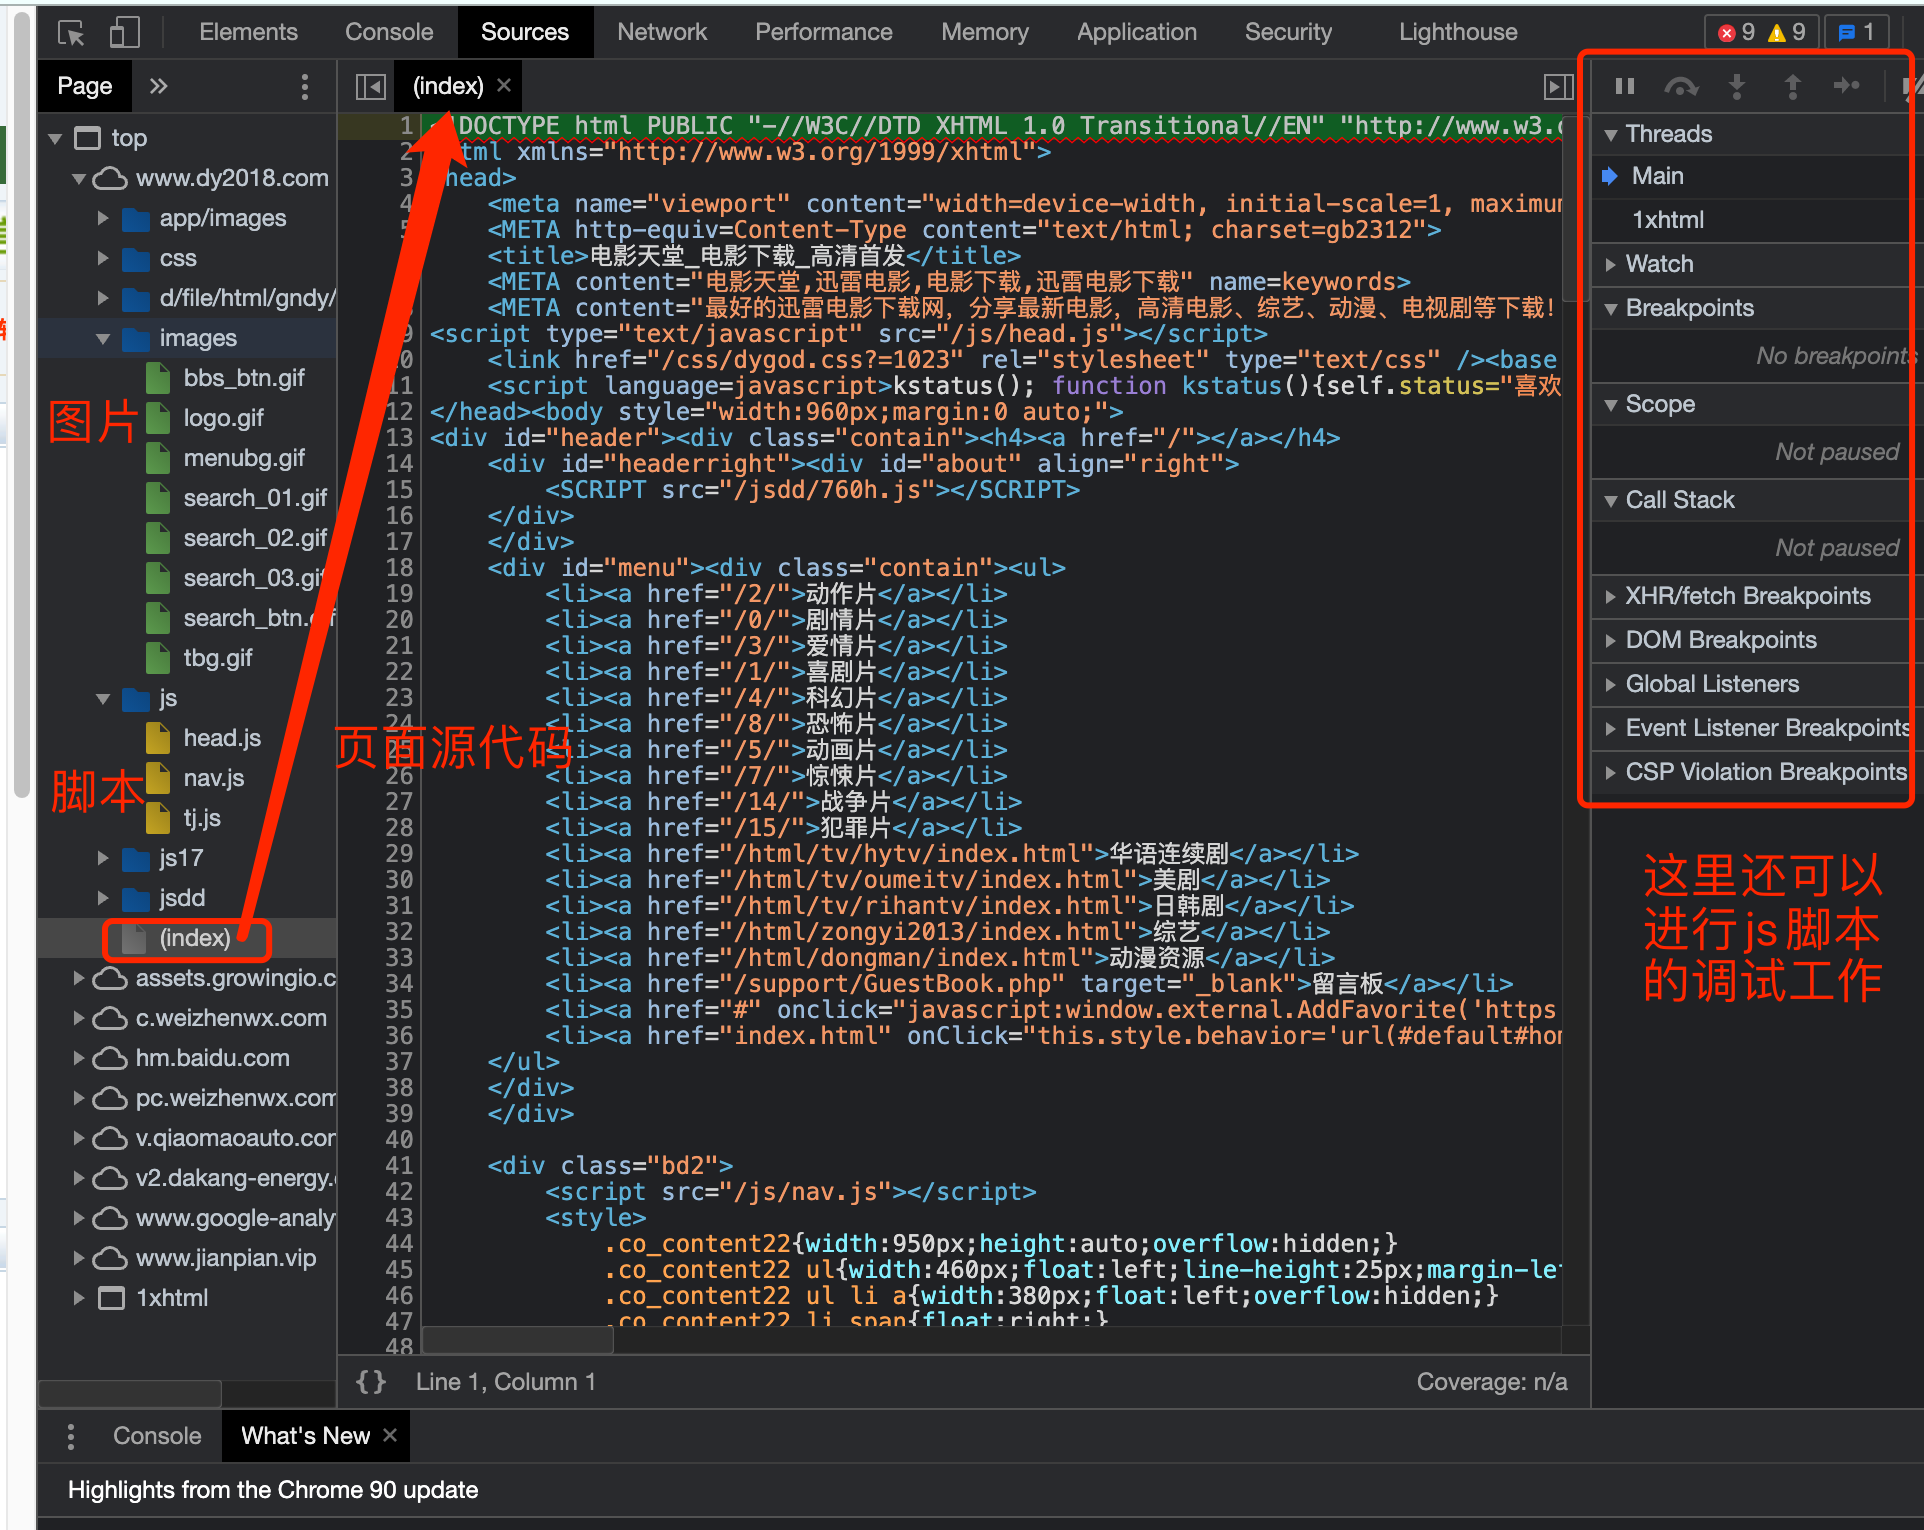 Elements Console Sources Network Performance Memory Application Security Lighthouse 9 9 1
Page
top
www.dy2018.com
app/images
css
d/file/html/gndy/
images
bbs_btn.gif
logo.gif
menubg.gif
search_01.gif
search_02.gif
search_03.gif
search_btn.gif
tbg.gif
js
head.js
nav.js
tj.js
js17
jsdd
(index)
assets.growingio.c
c.weizhenwx.com
hm.baidu.com
pc.weizhenwx.com
v.qiaomaoauto.com
v2.dakang-energy.
www.google-analy
www.jianpian.vip
1xhtml
图片
脚本
页面源代码
(index)
1 DOCTYPE html PUBLIC "-//W3C//DTD XHTML 1.0 Transitional//EN" "http://www.w3.o
2 tml xmlns="http://www.w3.org/1999/xhtml">
3 head>
4 <meta name="viewport" content="width=device-width, initial-scale=1, maximum
5 <META http-equiv=Content-Type content="text/html; charset=gb2312">
<title>电影天堂_电影下载_高清首发</title>
<META content="电影天堂,迅雷电影,电影下载,迅雷电影下载" name=keywords>
<META content="最好的迅雷电影下载网，分享最新电影，高清电影、综艺、动漫、电视剧等下载！
9 <script type="text/javascript" src="/js/head.js"></script>
10 <link href="/css/dygod.css?=1023" rel="stylesheet" type="text/css" /><base
11 <script language=javascript>kstatus(); function kstatus(){self.status="喜欢
12 </head><body style="width:960px;margin:0 auto;">
13 <div id="header"><div class="contain"><h4><a href="/"></a></h4>
14 <div id="headerright"><div id="about" align="right">
15 <SCRIPT src="/jsdd/760h.js"></SCRIPT>
16 </div>
17 </div>
18 <div id="menu"><div class="contain"><ul>
19 <li><a href="/2/">动作片</a></li>
20 <li><a href="/0/">剧情片</a></li>
21 <li><a href="/3/">爱情片</a></li>
22 <li><a href="/1/">喜剧片</a></li>
23 <li><a href="/4/">科幻片</a></li>
24 <li><a href="/8/">恐怖片</a></li>
25 <li><a href="/5/">动画片</a></li>
26 <li><a href="/7/">惊悚片</a></li>
27 <li><a href="/14/">战争片</a></li>
28 <li><a href="/15/">犯罪片</a></li>
29 <li><a href="/html/tv/hytv/index.html">华语连续剧</a></li>
30 <li><a href="/html/tv/oumeitv/index.html">美剧</a></li>
31 <li><a href="/html/tv/rihantv/index.html">日韩剧</a></li>
32 <li><a href="/html/zongyi2013/index.html">综艺</a></li>
33 <li><a href="/html/dongman/index.html">动漫资源</a></li>
34 <li><a href="/support/GuestBook.php" target="_blank">留言板</a></li>
35 <li><a href="#" onclick="javascript:window.external.AddFavorite('https
36 <li><a href="index.html" onClick="this.style.behavior='url(#default#hom
37 </ul>
38 </div>
39 </div>
40
41 <div class="bd2">
42 <script src="/js/nav.js"></script>
43 <style>
44 .co_content22{width:950px;height:auto;overflow:hidden;}
45 .co_content22 ul{width:460px;float:left;line-height:25px;margin-lef
46 .co_content22 ul li a{width:380px;float:left;overflow:hidden;}
47 .co_content22 li span{float:right;}
48
{} Line 1, Column 1 Coverage: n/a
Threads
Main
1xhtml
Watch
Breakpoints
No breakpoints
Scope
Not paused
Call Stack
Not paused
XHR/fetch Breakpoints
DOM Breakpoints
Global Listeners
Event Listener Breakpoints
CSP Violation Breakpoints
这里还可以
进行js脚本
的调试工作
Console What's New
Highlights from the Chrome 90 update